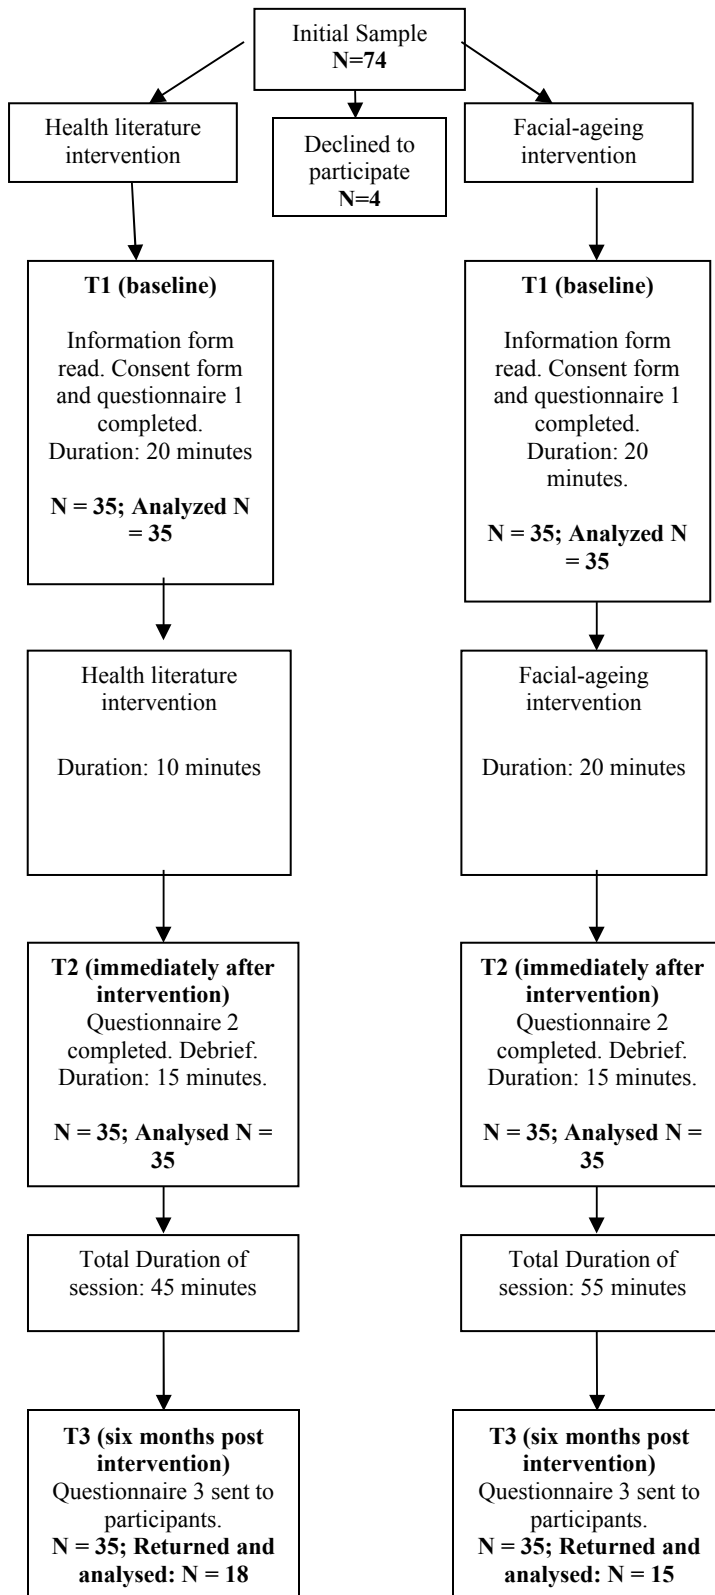 Initial Sample
N=74
Health literature
intervention
Declined to
participate
N=4
Facial-ageing
intervention
T1 (baseline)
Information form
read. Consent form
and questionnaire 1
completed.
Duration: 20 minutes
N = 35; Analyzed N
= 35
T1 (baseline)
Information form
read. Consent form
and questionnaire 1
completed.
Duration: 20
minutes.
N = 35; Analyzed N
= 35
Health literature
intervention
Duration: 10 minutes
Facial-ageing
intervention
Duration: 20 minutes
T2 (immediately after
intervention)
Questionnaire 2
completed. Debrief.
Duration: 15 minutes.
N = 35; Analysed N =
35
T2 (immediately after
intervention)
Questionnaire 2
completed. Debrief.
Duration: 15 minutes.
N = 35; Analysed N =
35
Total Duration of
session: 45 minutes
Total Duration of
session: 55 minutes
T3 (six months post
intervention)
Questionnaire 3 sent to
participants.
N = 35; Returned and
analysed: N = 18
T3 (six months post
intervention)
Questionnaire 3 sent to
participants.
N = 35; Returned and
analysed: N = 15